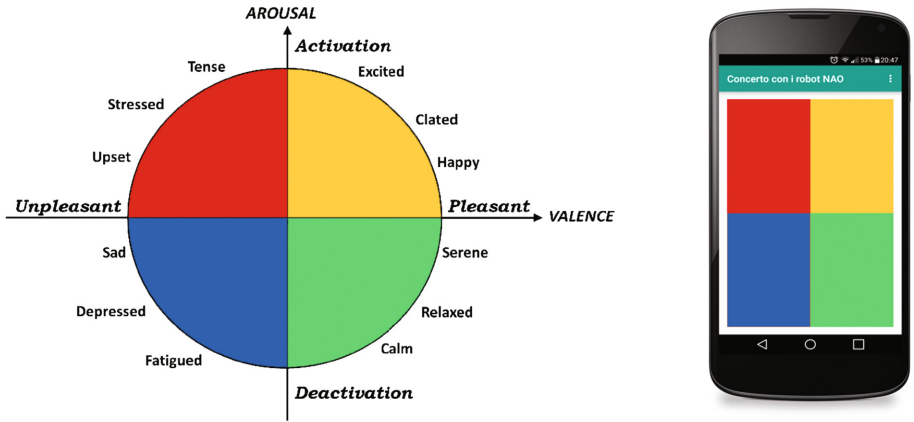 AROUSAL
Activation
Tense
Excited
Stressed
Clated
Upset
Happy
Unpleasant
Pleasant
VALENCE
Sad
Serene
Depressed
Relaxed
Calm
Fatigued
Deactivation
53% 20:47
Concerto con i robot NAO